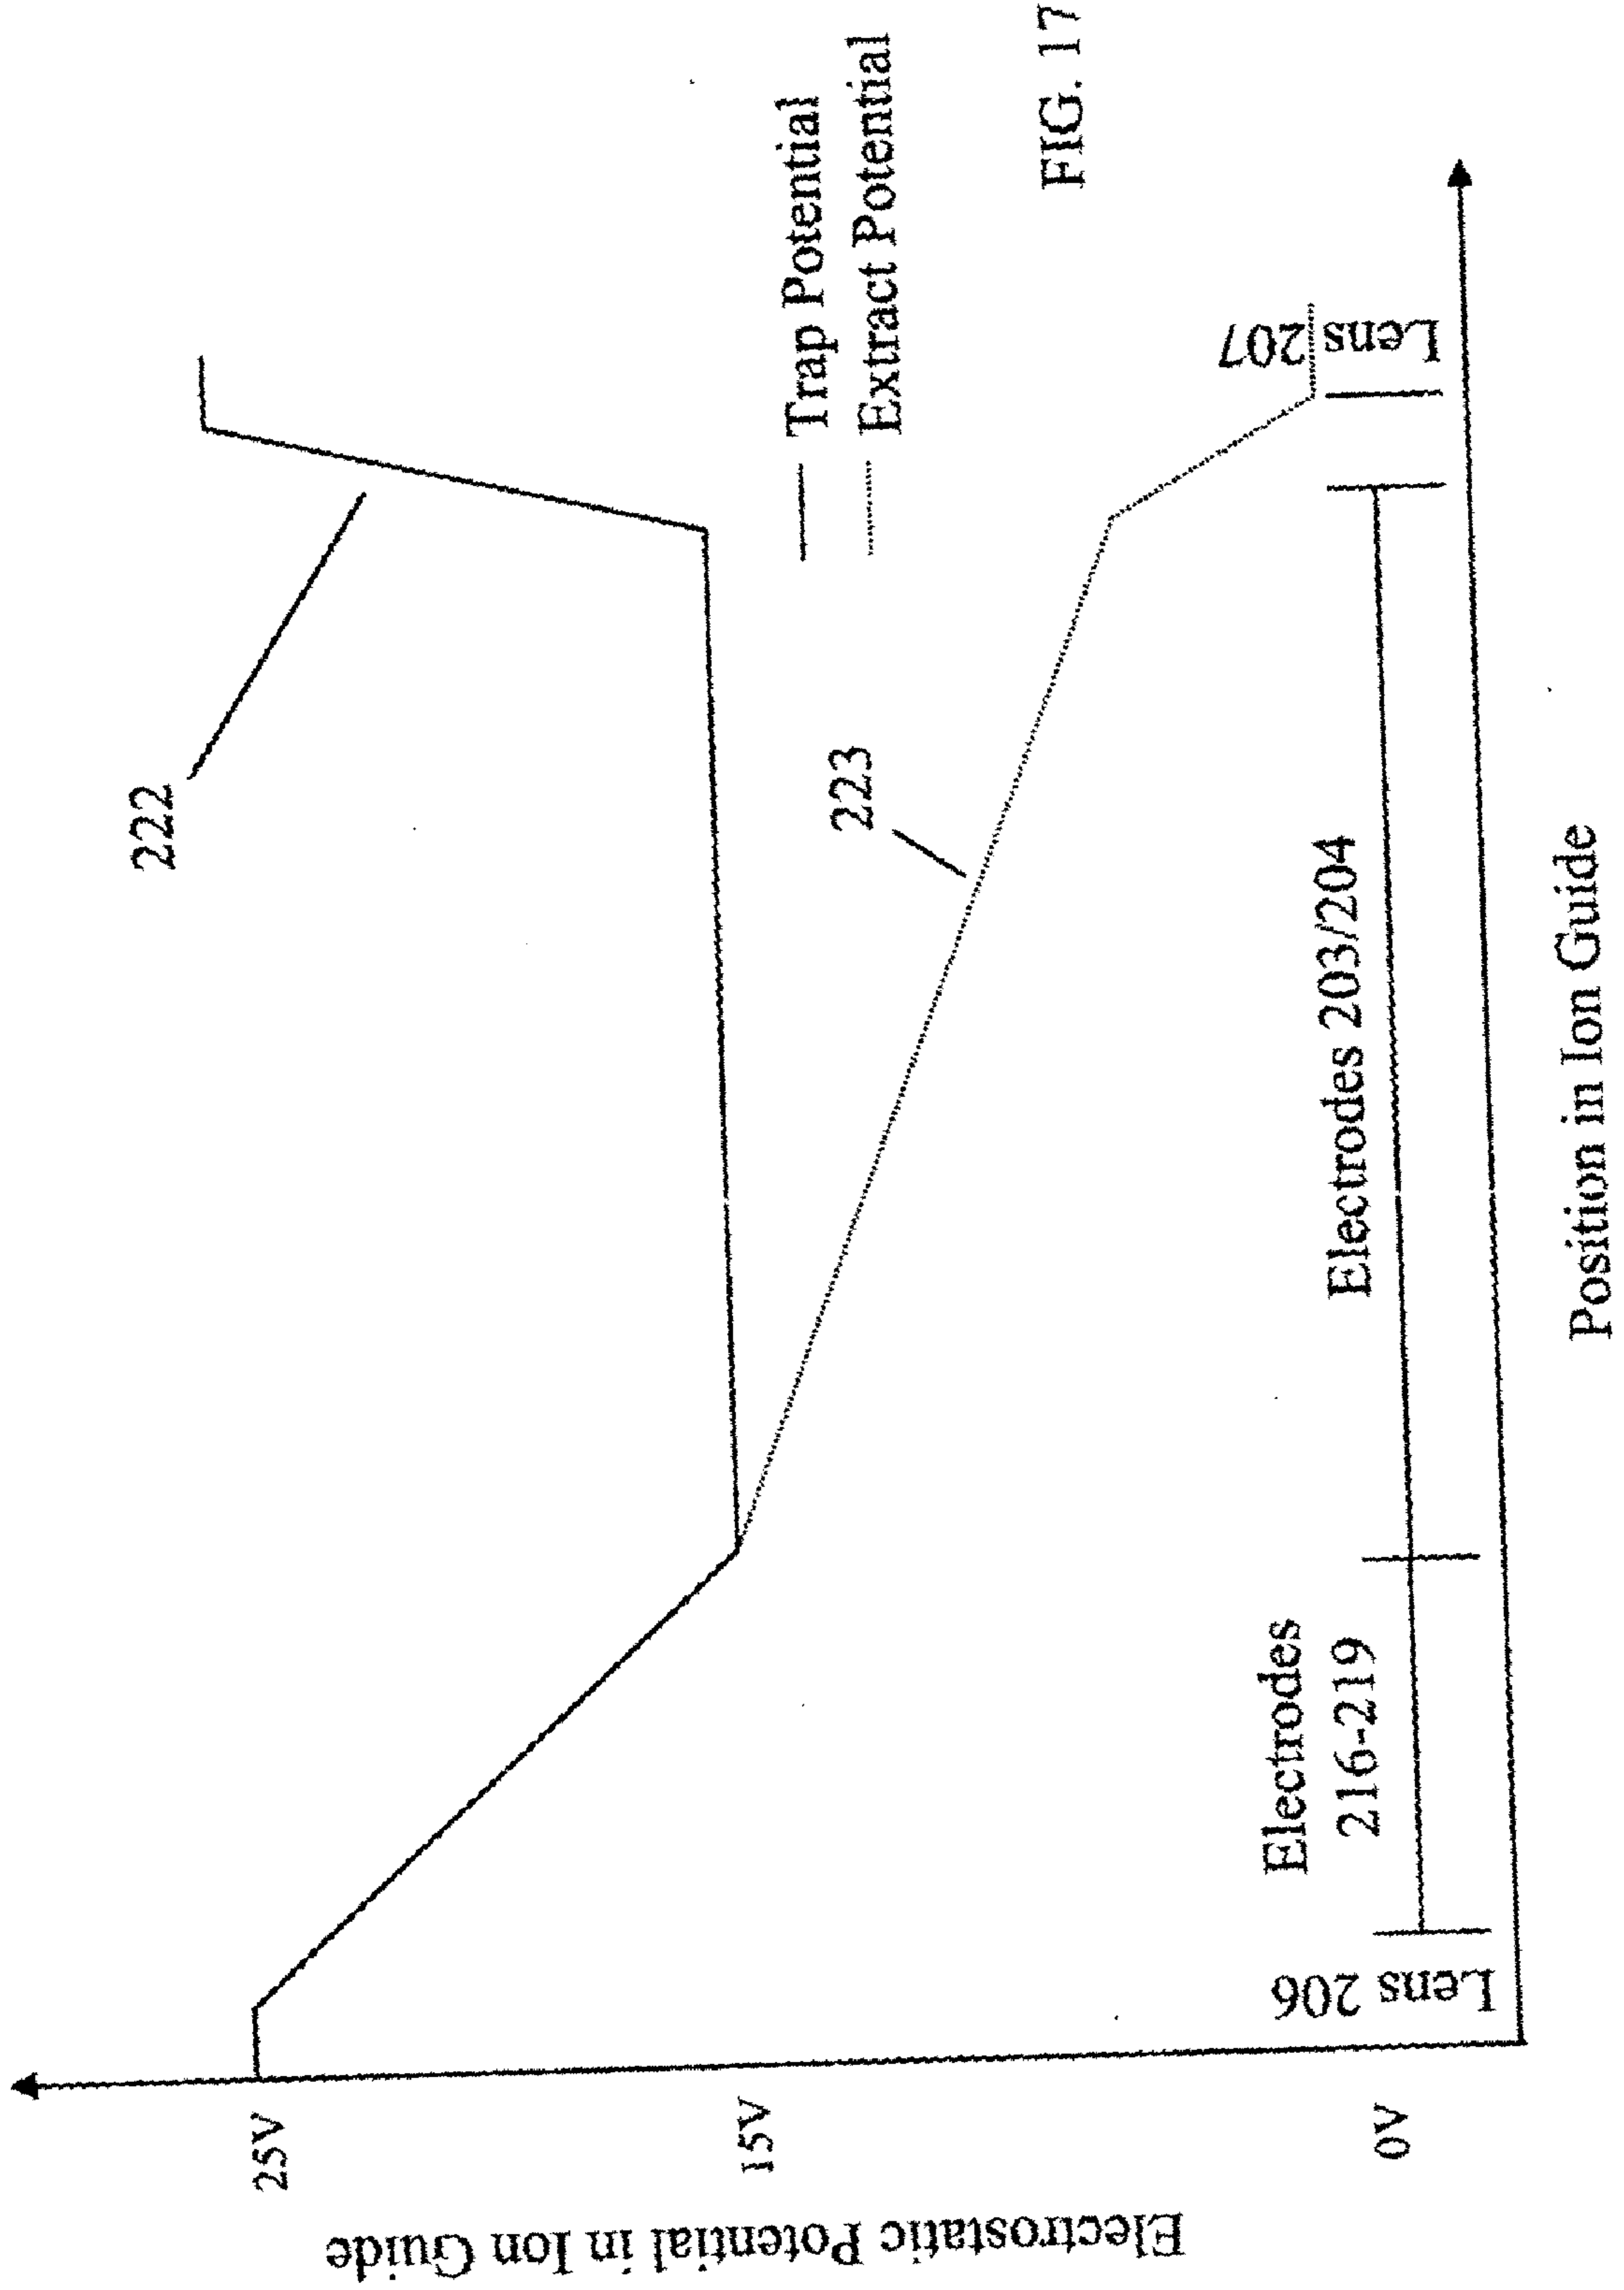 Electrostatic Potential in Ion Guide
25V
15V
0V
222
223
Trap Potential
Extract Potential
Lens 206
Electrodes
216-219
Electrodes 203/204
Lens 207
Position in Ion Guide
FIG. 17